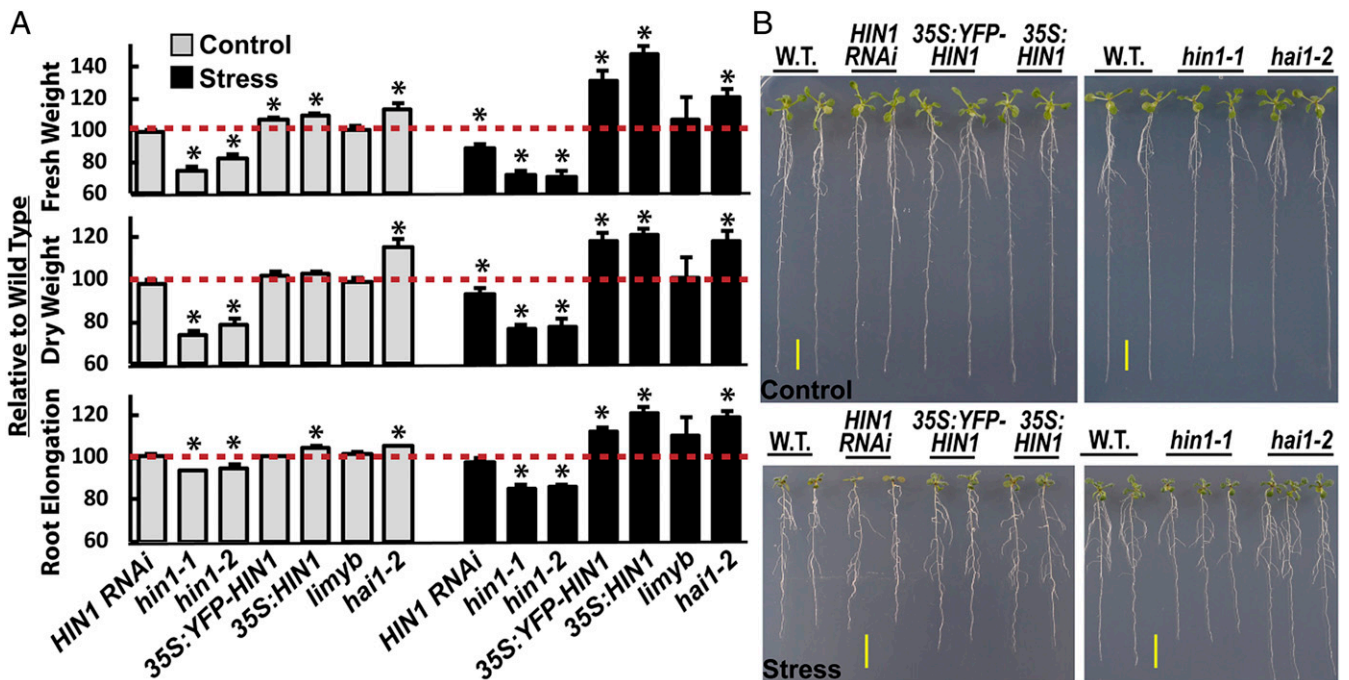 A
Control
Stress
Relative to Wild Type
Fresh Weight
140
120
100
80
60
* * * * *
* * * * * *
Dry Weight
120
100
80
60
* * *
* * * * * *
Root Elongation
120
100
80
60
* * * *
* * * * *
HIN1 RNAi
hin1-1
hin1-2
35S:YFP-HIN1
35S:HIN1
limyb
hai1-2
HIN1 RNAi
hin1-1
hin1-2
35S:YFP-HIN1
35S:HIN1
limyb
hai1-2
B
W.T.
HIN1
RNAi
35S:YFP-
HIN1
35S:
HIN1
W.T. hin1-1 hai1-2
Control
W.T.
HIN1
RNAi
35S:YFP-
HIN1
35S:
HIN1
W.T. hin1-1 hai1-2
Stress